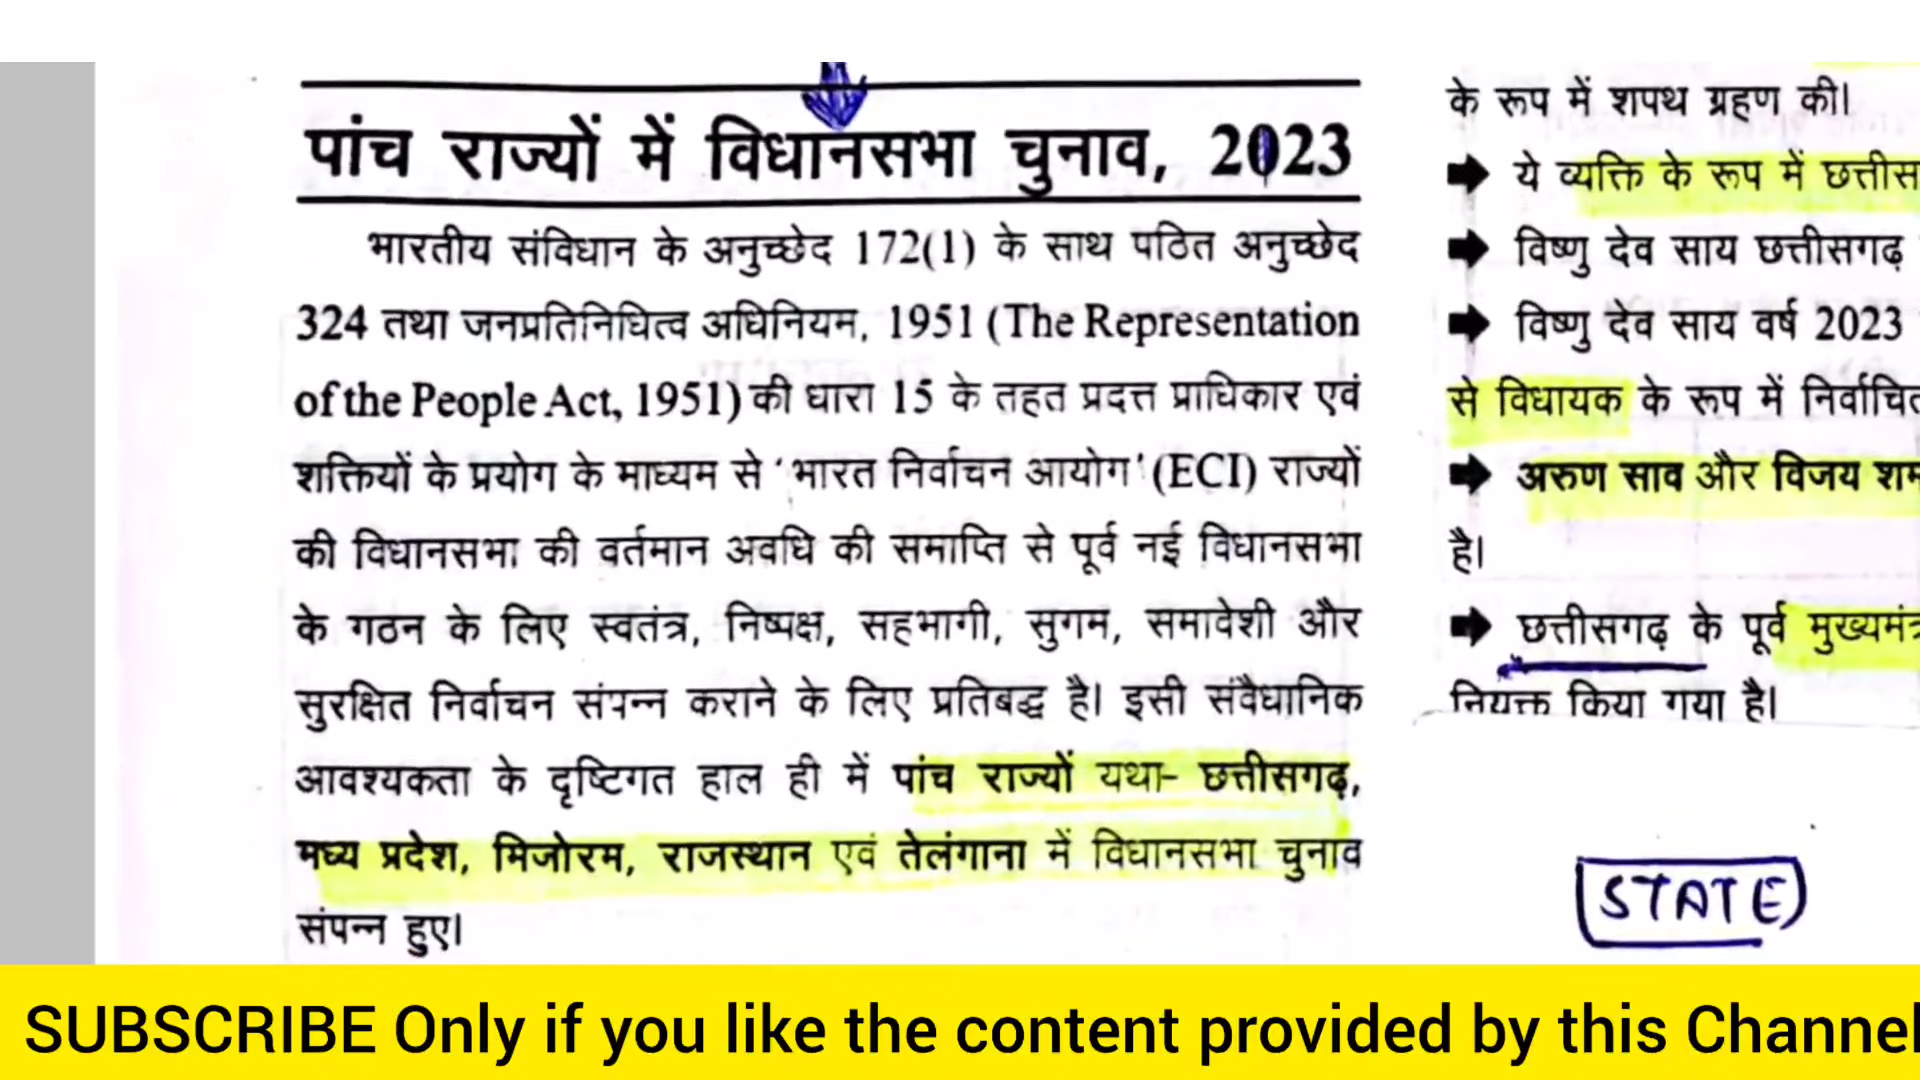 पांच राज्यों में विधानसभा चुनाव, 2023
भारतीय संविधान के अनुच्छेद 172(1) के साथ पठित अनुच्छेद
324 तथा जनप्रतिनिधित्व अधिनियम, 1951 (The Representation
of the People Act, 1951) की धारा 15 के तहत प्रदत्त प्राधिकार एवं
शक्तियों के प्रयोग के माध्यम से 'भारत निर्वाचन आयोग' (ECI) राज्यों
की विधानसभा की वर्तमान अवधि की समाप्ति से पूर्व नई विधानसभा
के गठन के लिए स्वतंत्र, निष्पक्ष, सहभागी, सुगम, समावेशी और
सुरक्षित निर्वाचन संपन्न कराने के लिए प्रतिबद्ध है। इसी संवैधानिक
आवश्यकता के दृष्टिगत हाल ही में पांच राज्यों यथा- छत्तीसगढ़,
मध्य प्रदेश, मिजोरम, राजस्थान एवं तेलंगाना में विधानसभा चुनाव
संपन्न हुए।
के रूप में शपथ ग्रहण की।
➡ ये व्यक्ति के रूप में
➡ विष्णु देव साय छत्तीसगढ़
➡ विष्णु देव साय वर्ष 2023
से विधायक के रूप में
➡ अरुण साव और विजय
है।
➡ छत्तीसगढ़ के पूर्व
नियुक्त किया गया है।
STATE
SUBSCRIBE Only if you like the content provided by this Channel